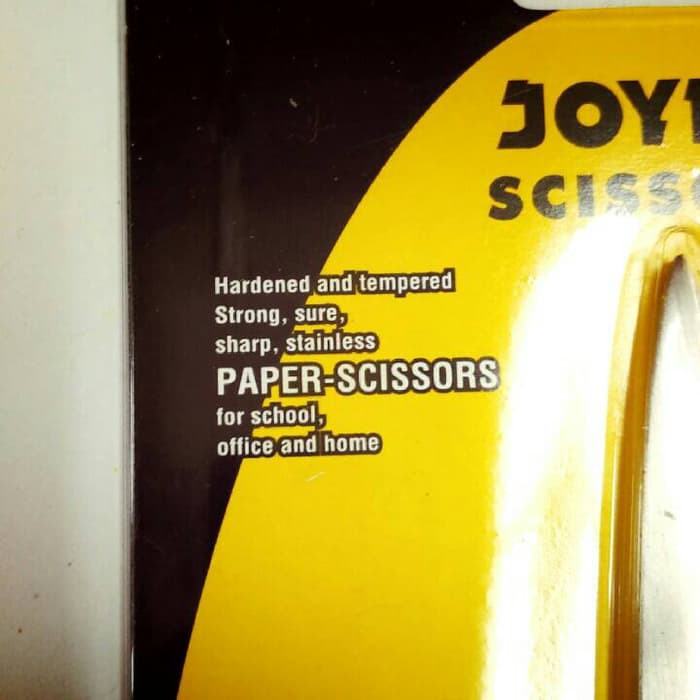 JOY
SCISS
Hardened and tempered
Strong, sure,
sharp, stainless
PAPER-SCISSORS
for school,
office and home